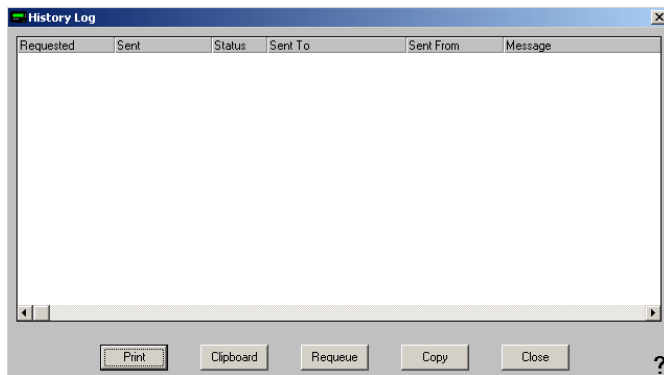 History Log
Requested Sent Status Sent To Sent From Message
Print Clipboard Requeue Copy Close ?